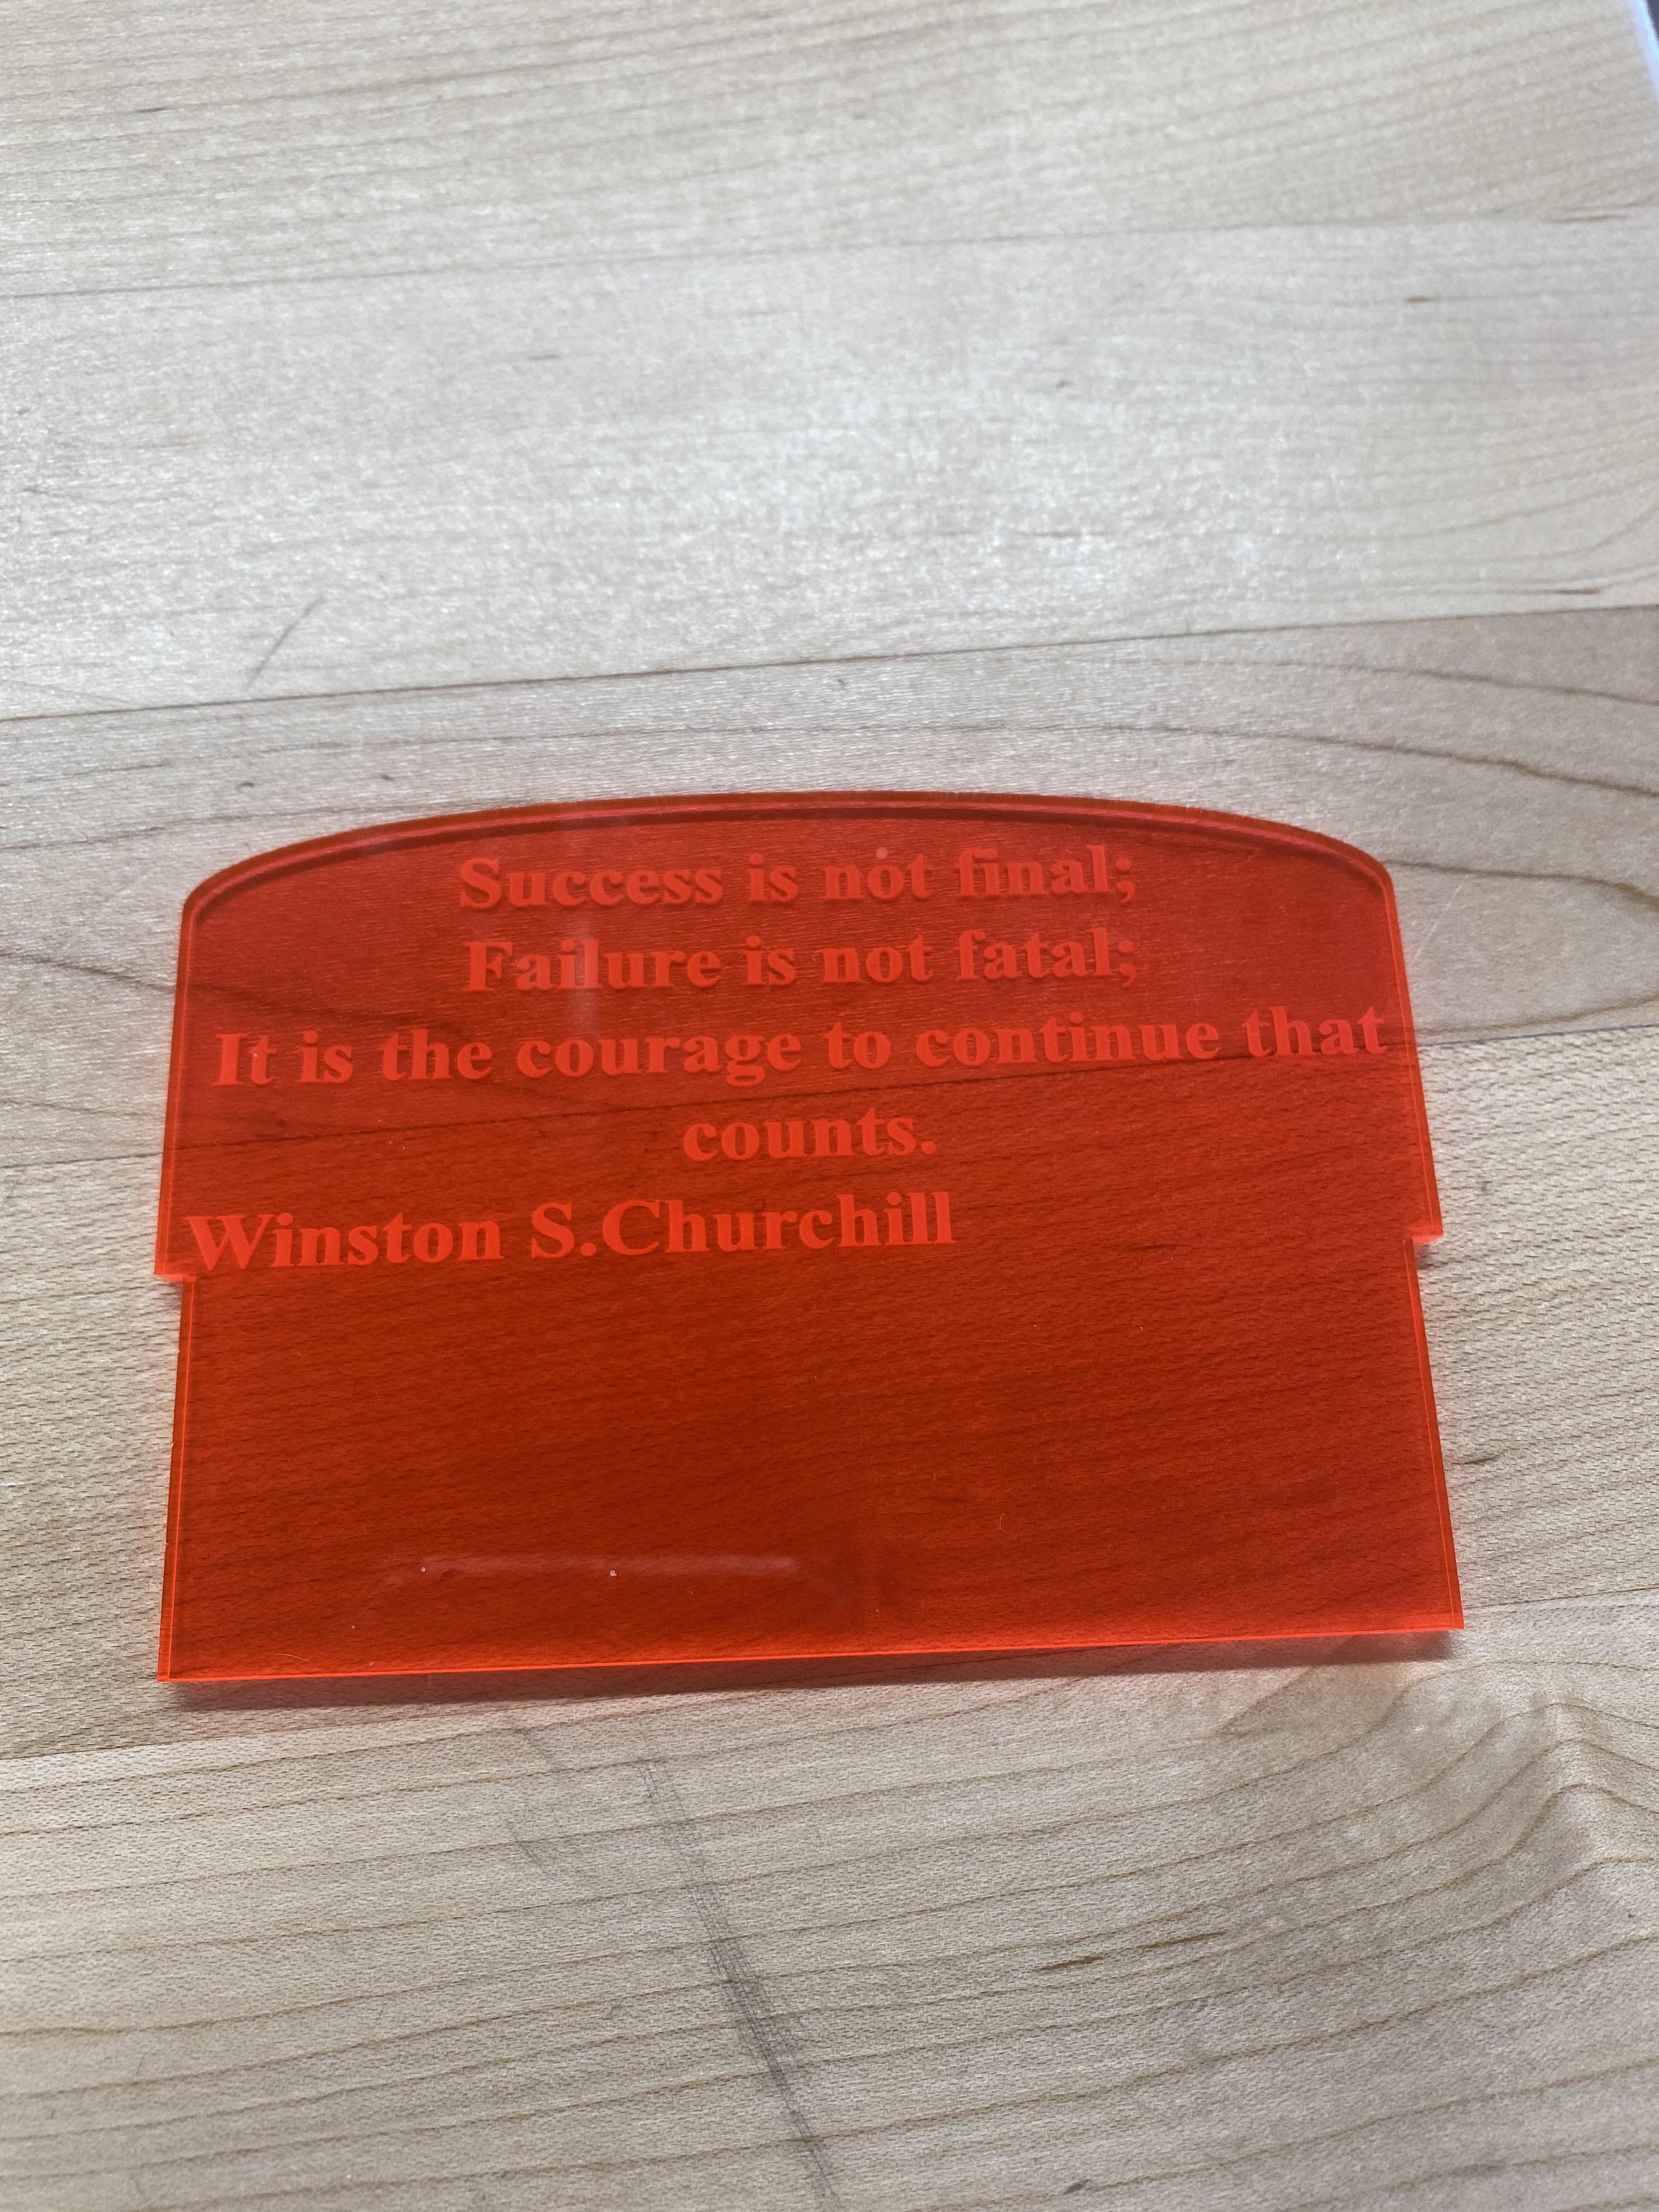 Success is not final;
Failure is not fatal;
It is the courage to continue that
counts.
Winston S.Churchill